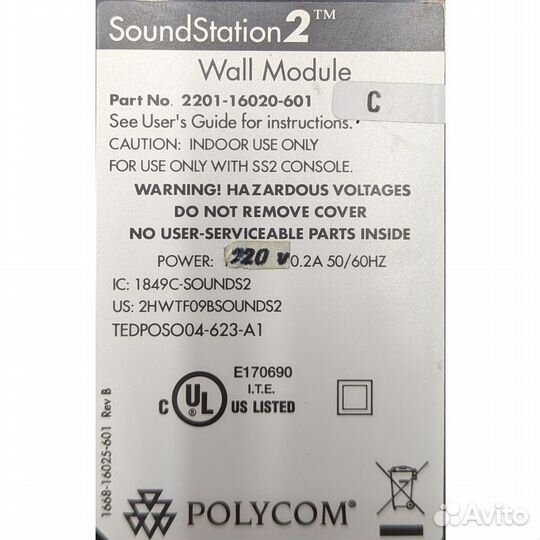 SoundStation2™
Wall Module
Part No. 2201-16020-601 C
See User's Guide for instructions.
CAUTION: INDOOR USE ONLY
FOR USE ONLY WITH SS2 CONSOLE.
WARNING! HAZARDOUS VOLTAGES
DO NOT REMOVE COVER
NO USER-SERVICEABLE PARTS INSIDE
POWER: 220 v 0.2A 50/60HZ
IC: 1849C-SOUNDS2
US: 2HWTF09BSOUNDS2
TEDPOSO04-623-A1
E170690
I.T.E.
C UL US LISTED
1668-16025-601 Rev B
POLYCOM®
Avito